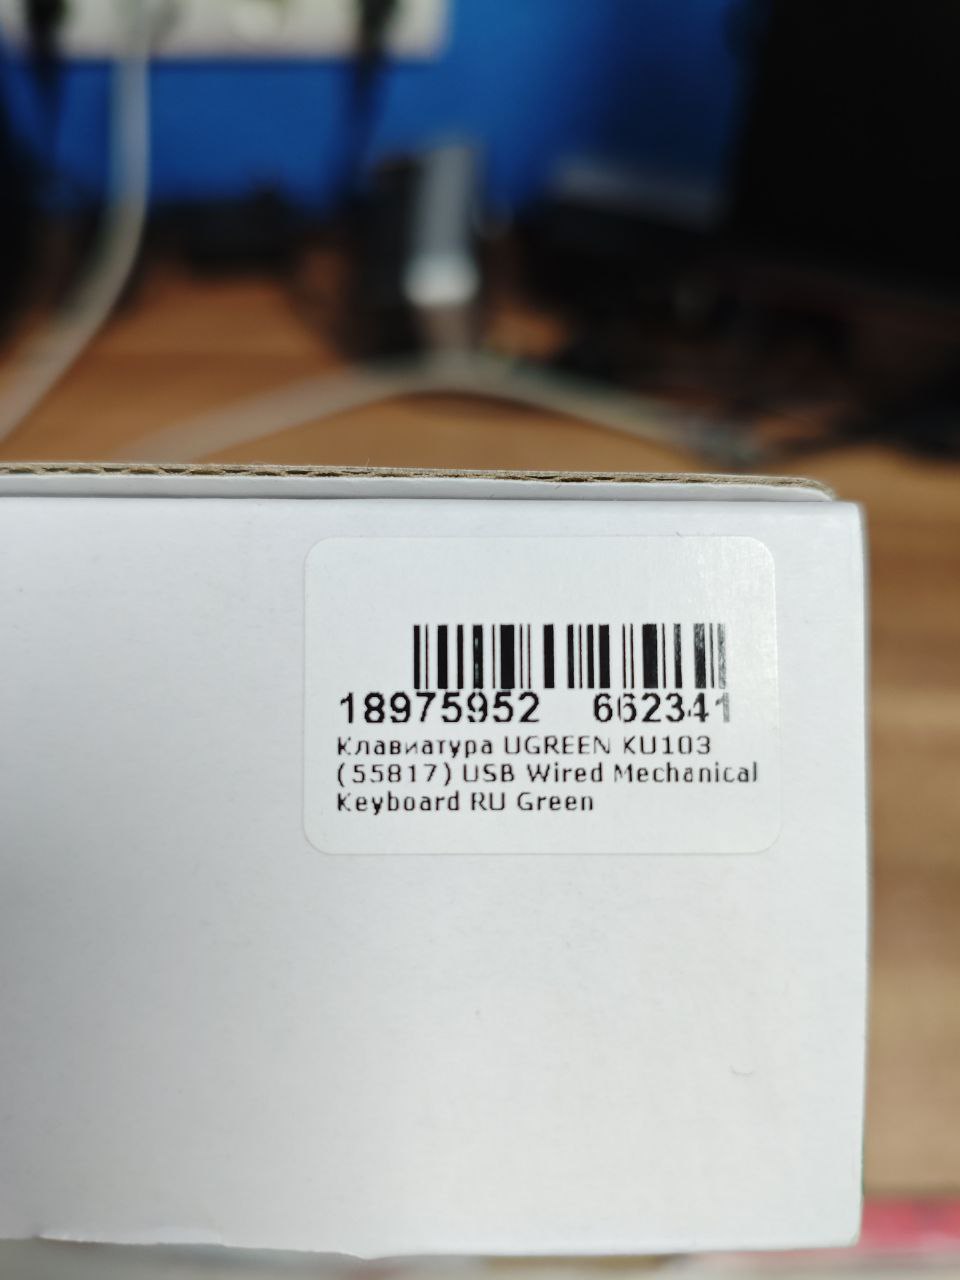 18975952 662341
Клавиатура UGREEN KU103
(55817) USB Wired Mechanical
Keyboard RU Green